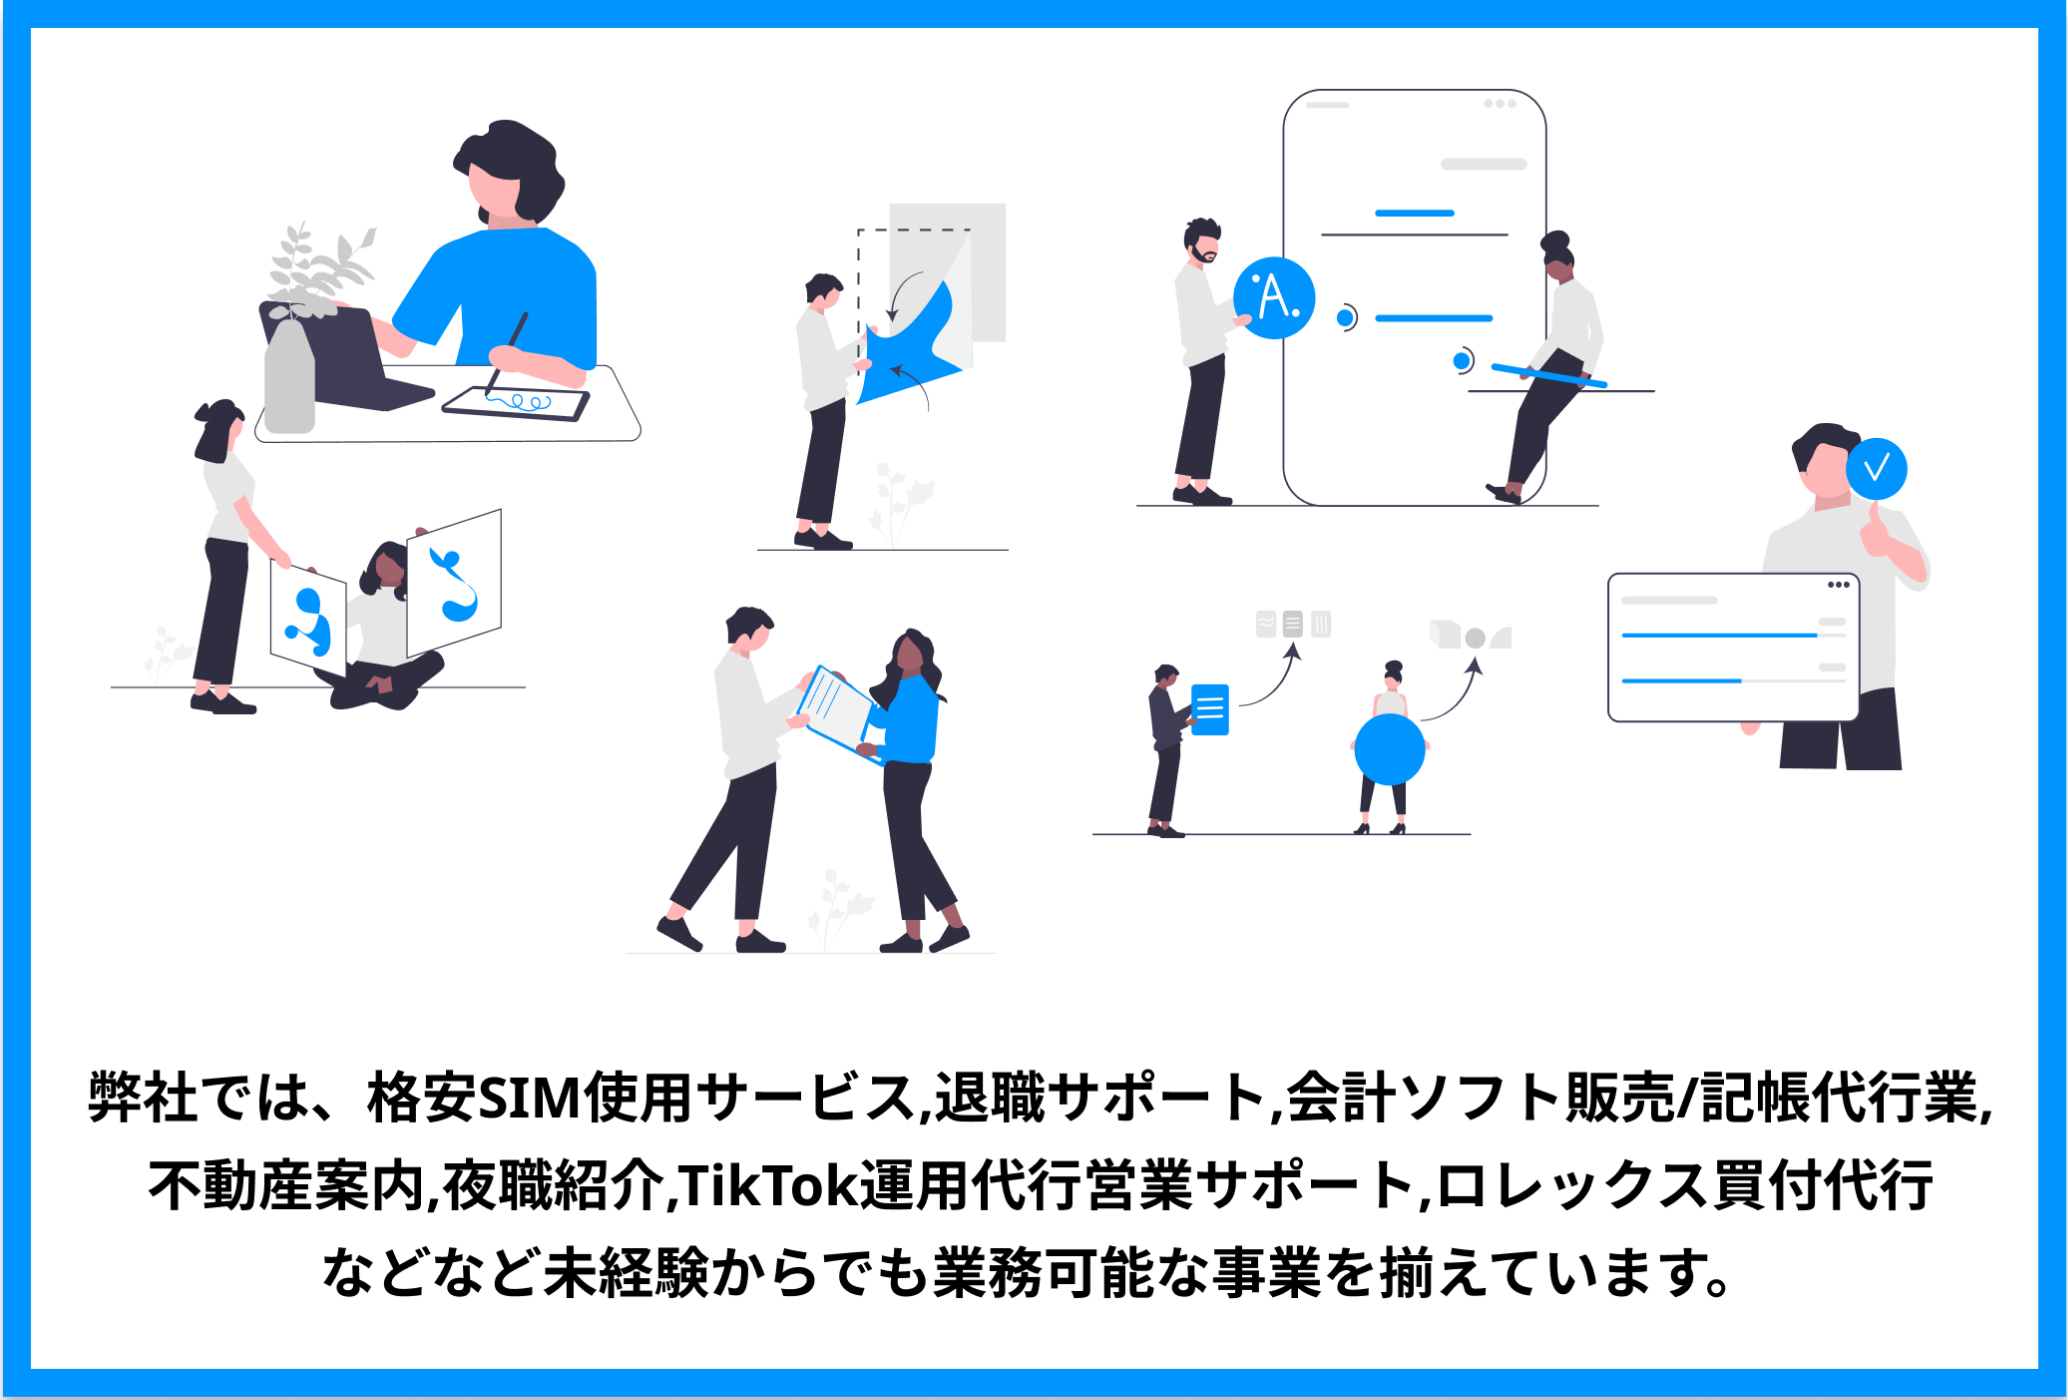 A
弊社では、格安SIM使用サービス,退職サポート,会計ソフト販売/記帳代行業,
不動産案内,夜職紹介,TikTok運用代行営業サポート,ロレックス買付代行
などなど未経験からでも業務可能な事業を揃えています。